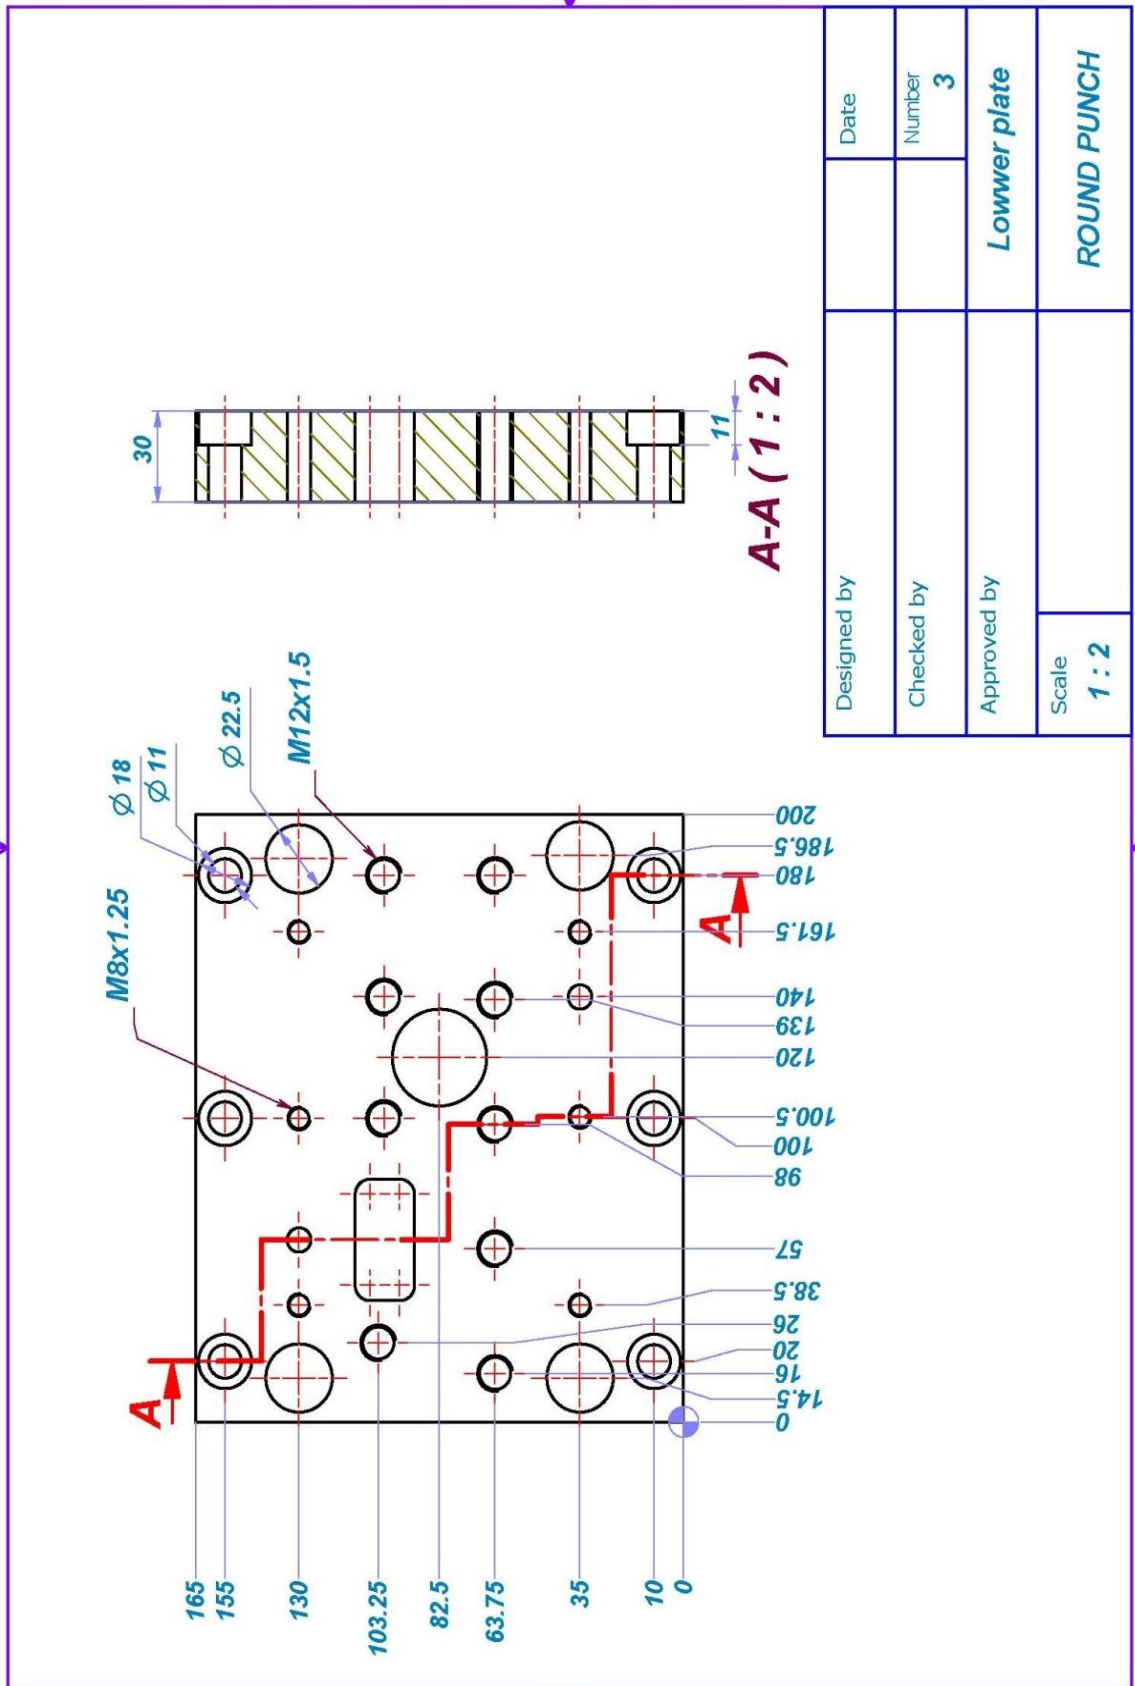 30
11
A-A ( 1 : 2 )
Ø 18
Ø 11
Ø 22.5
M12x1.5
M8x1.25
A
A
165
155
130
103.25
82.5
63.75
35
10
0
0
14.5
16
20
26
38.5
57
98
100
100.5
120
139
140
161.5
180
186.5
200
Designed by
Checked by
Approved by
Date
Number
3
Lowwer plate
Scale
1 : 2
ROUND PUNCH